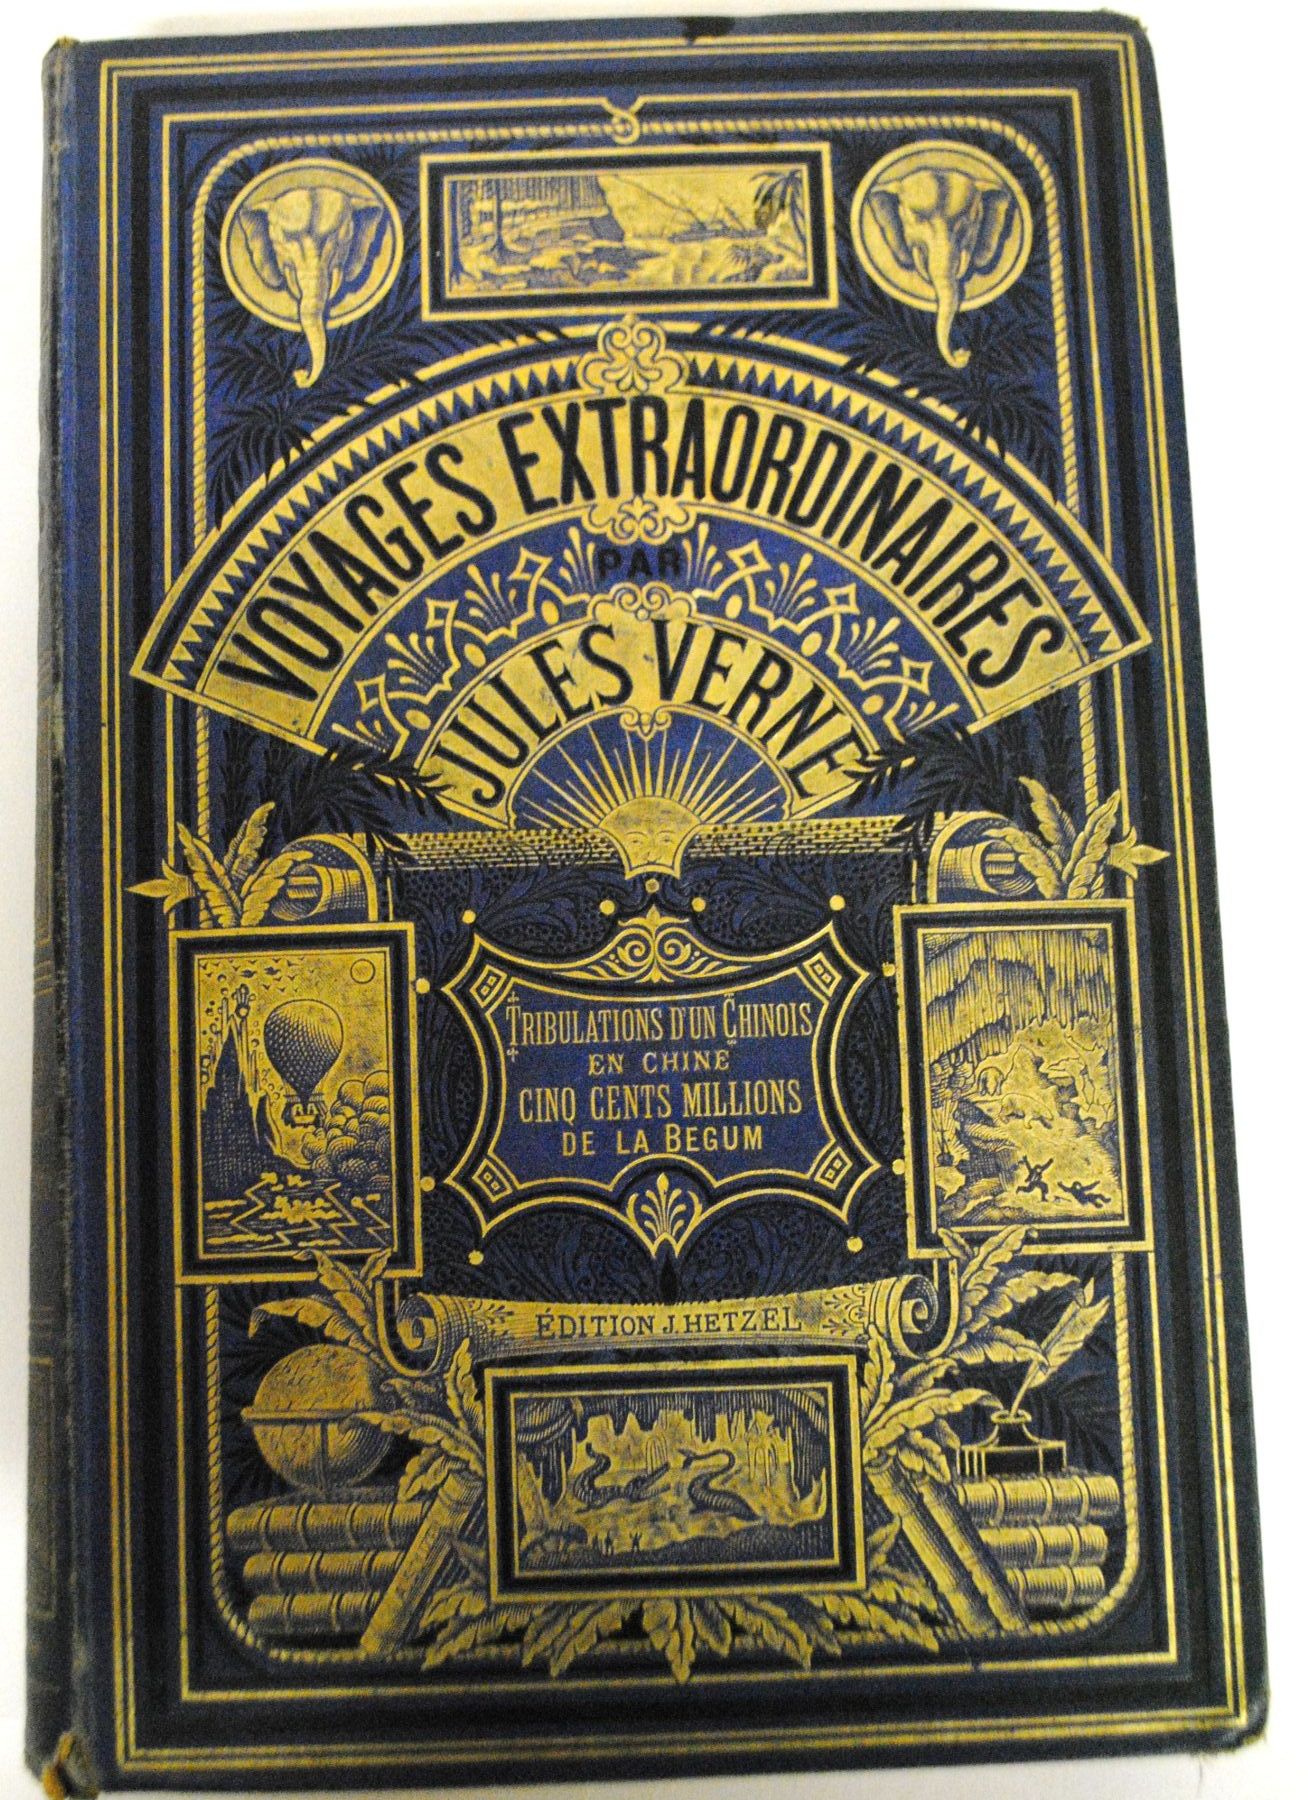 VOYAGES EXTRAORDINAIRES
PAR
JULES VERNE
TRIBULATIONS D'UN CHINOIS
EN CHINE
CINQ CENTS MILLIONS
DE LA BEGUM
ÉDITION J. HETZEL